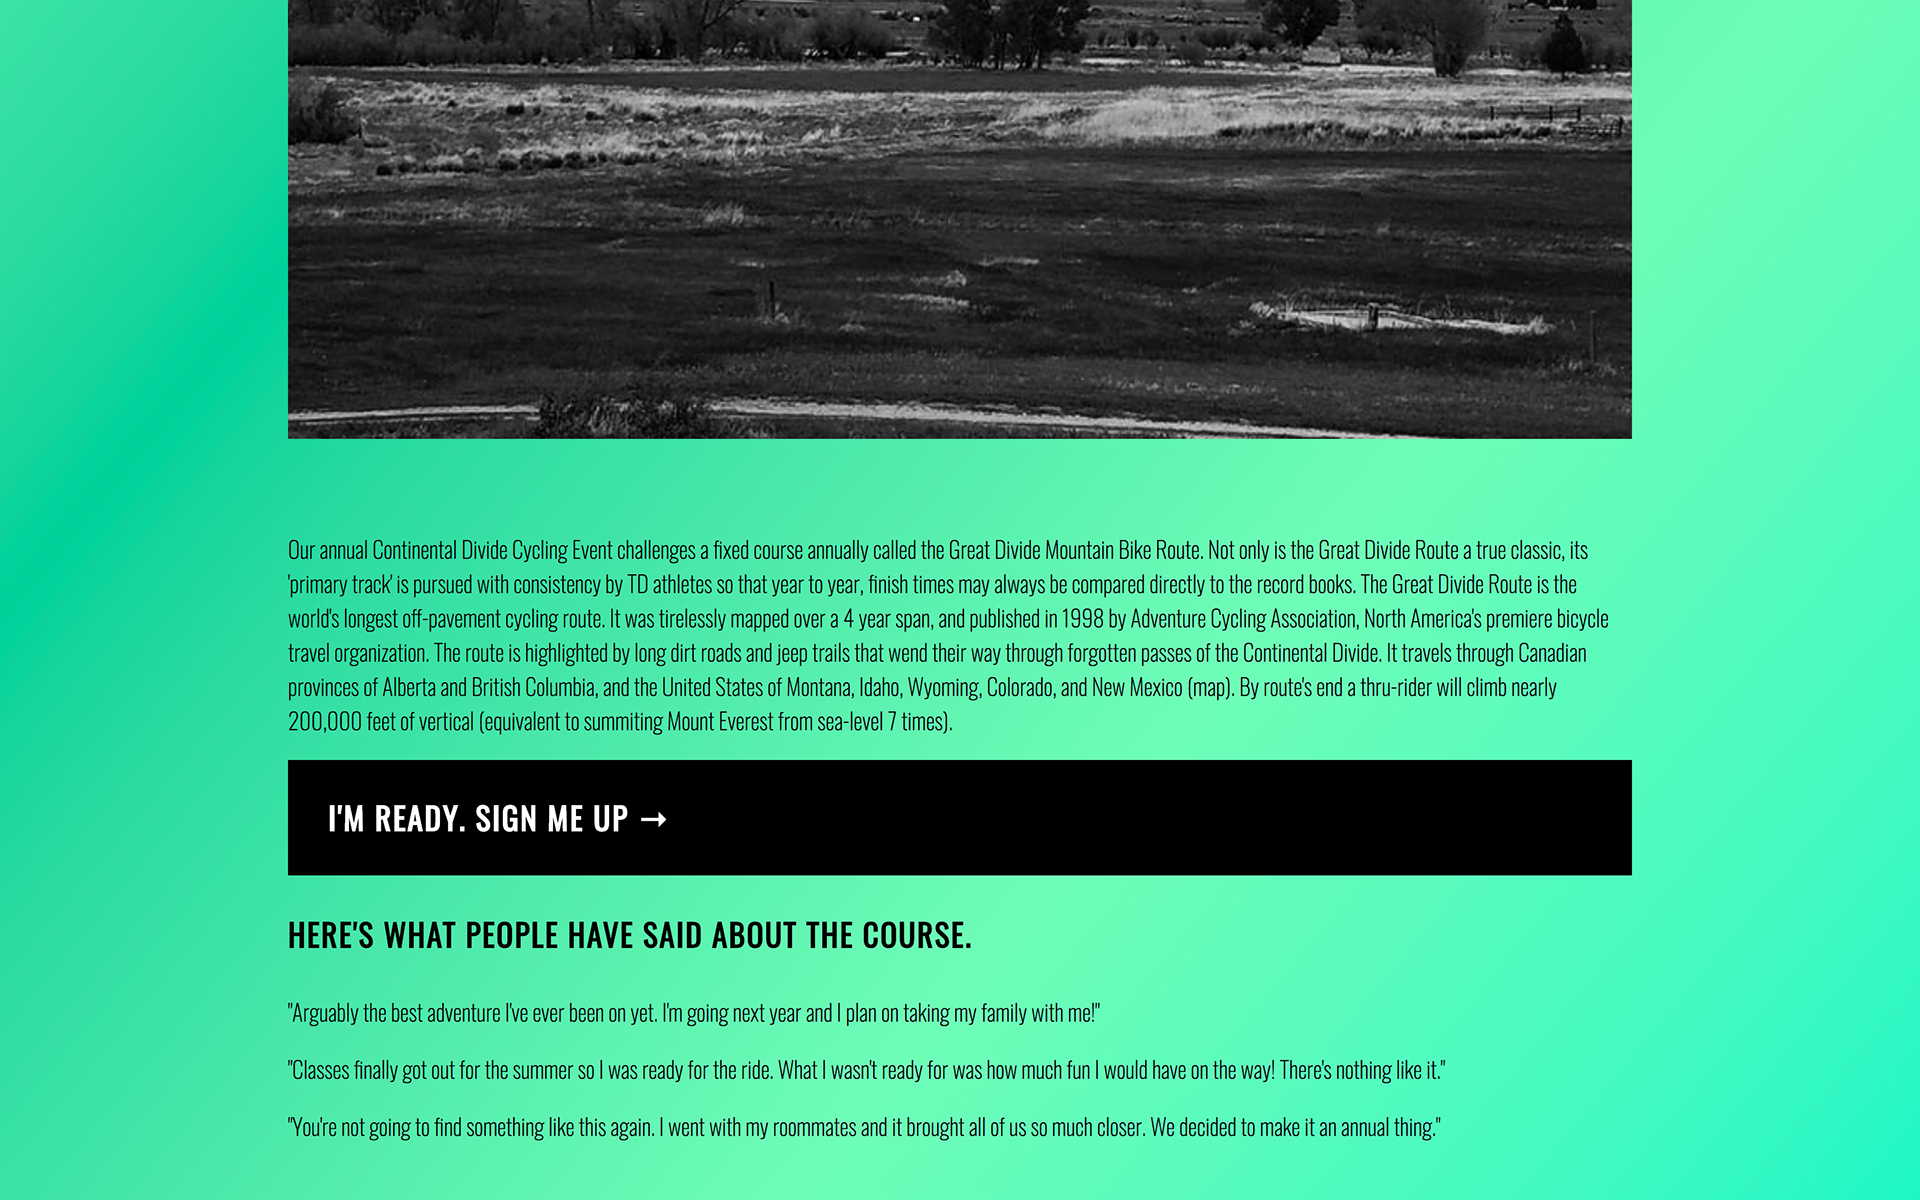 Our annual Continental Divide Cycling Event challenges a fixed course annually called the Great Divide Mountain Bike Route. Not only is the Great Divide Route a true classic, its
'primary track' is pursued with consistency by TD athletes so that year to year, finish times may always be compared directly to the record books. The Great Divide Route is the
world's longest off-pavement cycling route. It was tirelessly mapped over a 4 year span, and published in 1998 by Adventure Cycling Association, North America's premiere bicycle
travel organization. The route is highlighted by long dirt roads and jeep trails that wend their way through forgotten passes of the Continental Divide. It travels through Canadian
provinces of Alberta and British Columbia, and the United States of Montana, Idaho, Wyoming, Colorado, and New Mexico (map). By route's end a thru-rider will climb nearly
200,000 feet of vertical (equivalent to summiting Mount Everest from sea-level 7 times).
I'M READY. SIGN ME UP →
HERE'S WHAT PEOPLE HAVE SAID ABOUT THE COURSE.
"Arguably the best adventure I've ever been on yet. I'm going next year and I plan on taking my family with me!"
"Classes finally got out for the summer so I was ready for the ride. What I wasn't ready for was how much fun I would have on the way! There's nothing like it."
"You're not going to find something like this again. I went with my roommates and it brought all of us so much closer. We decided to make it an annual thing."